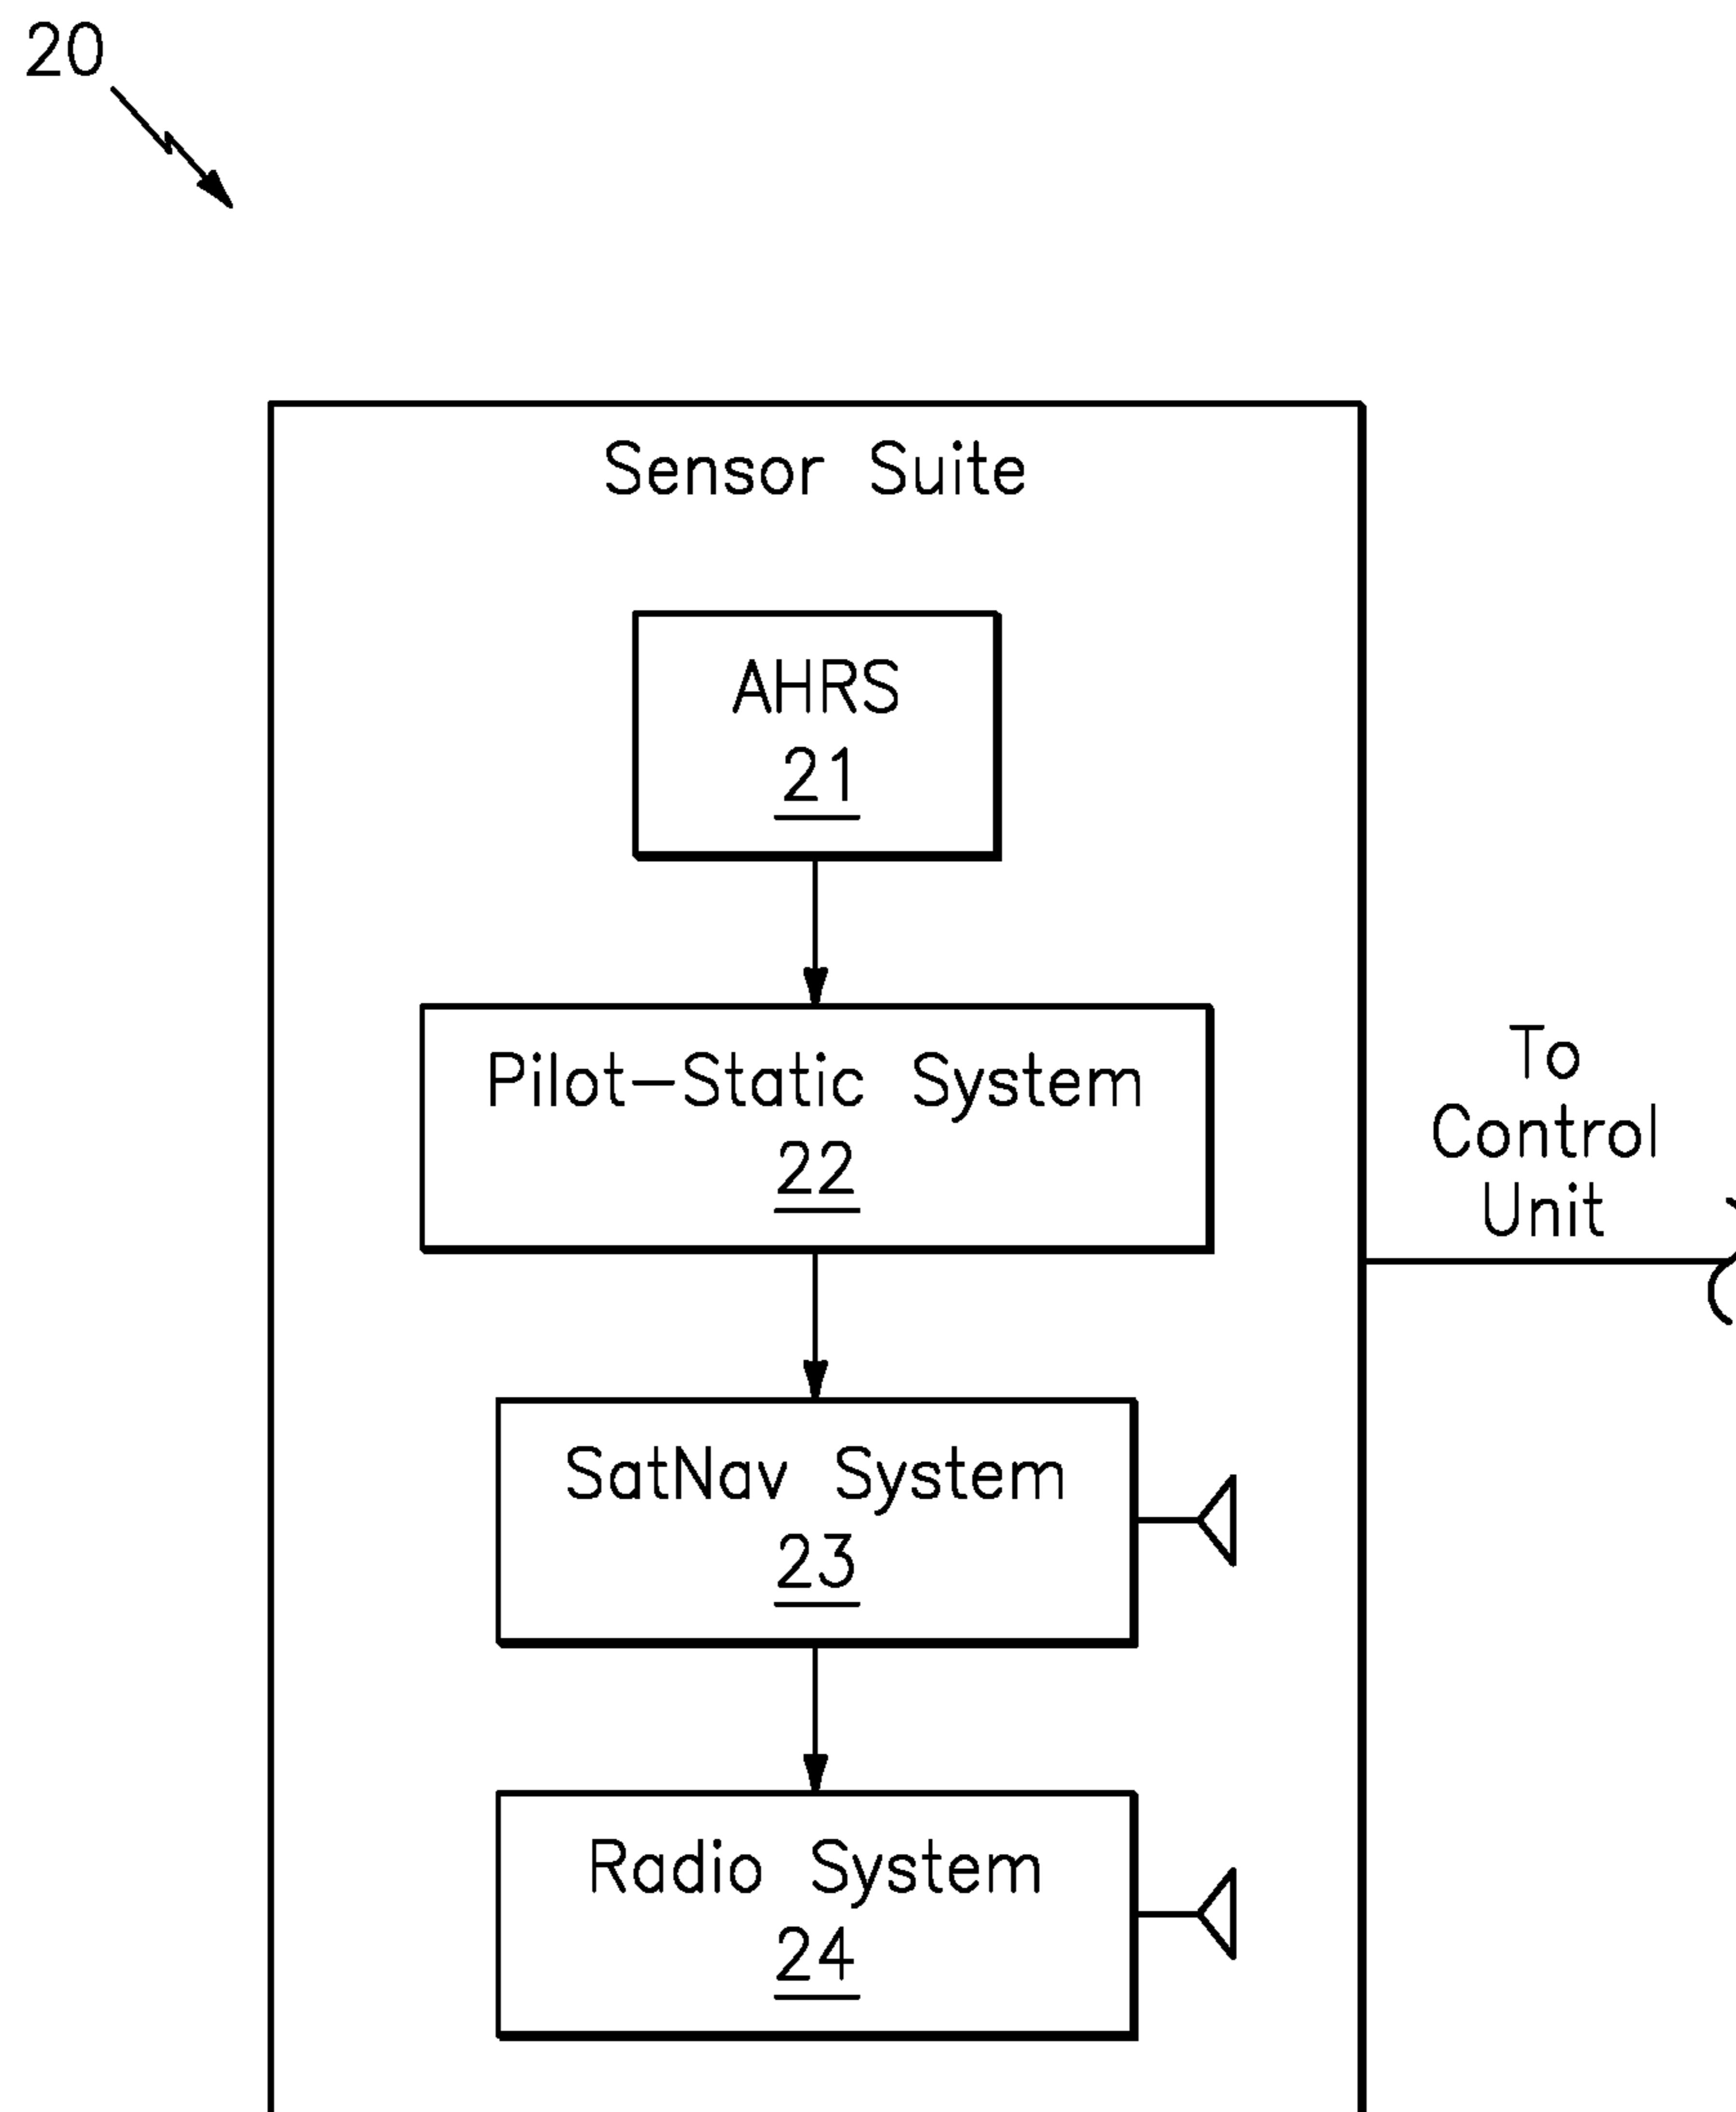 20
Sensor Suite
AHRS
21
Pilot-Static System
22
To
Control
Unit
SatNav System
23
Radio System
24